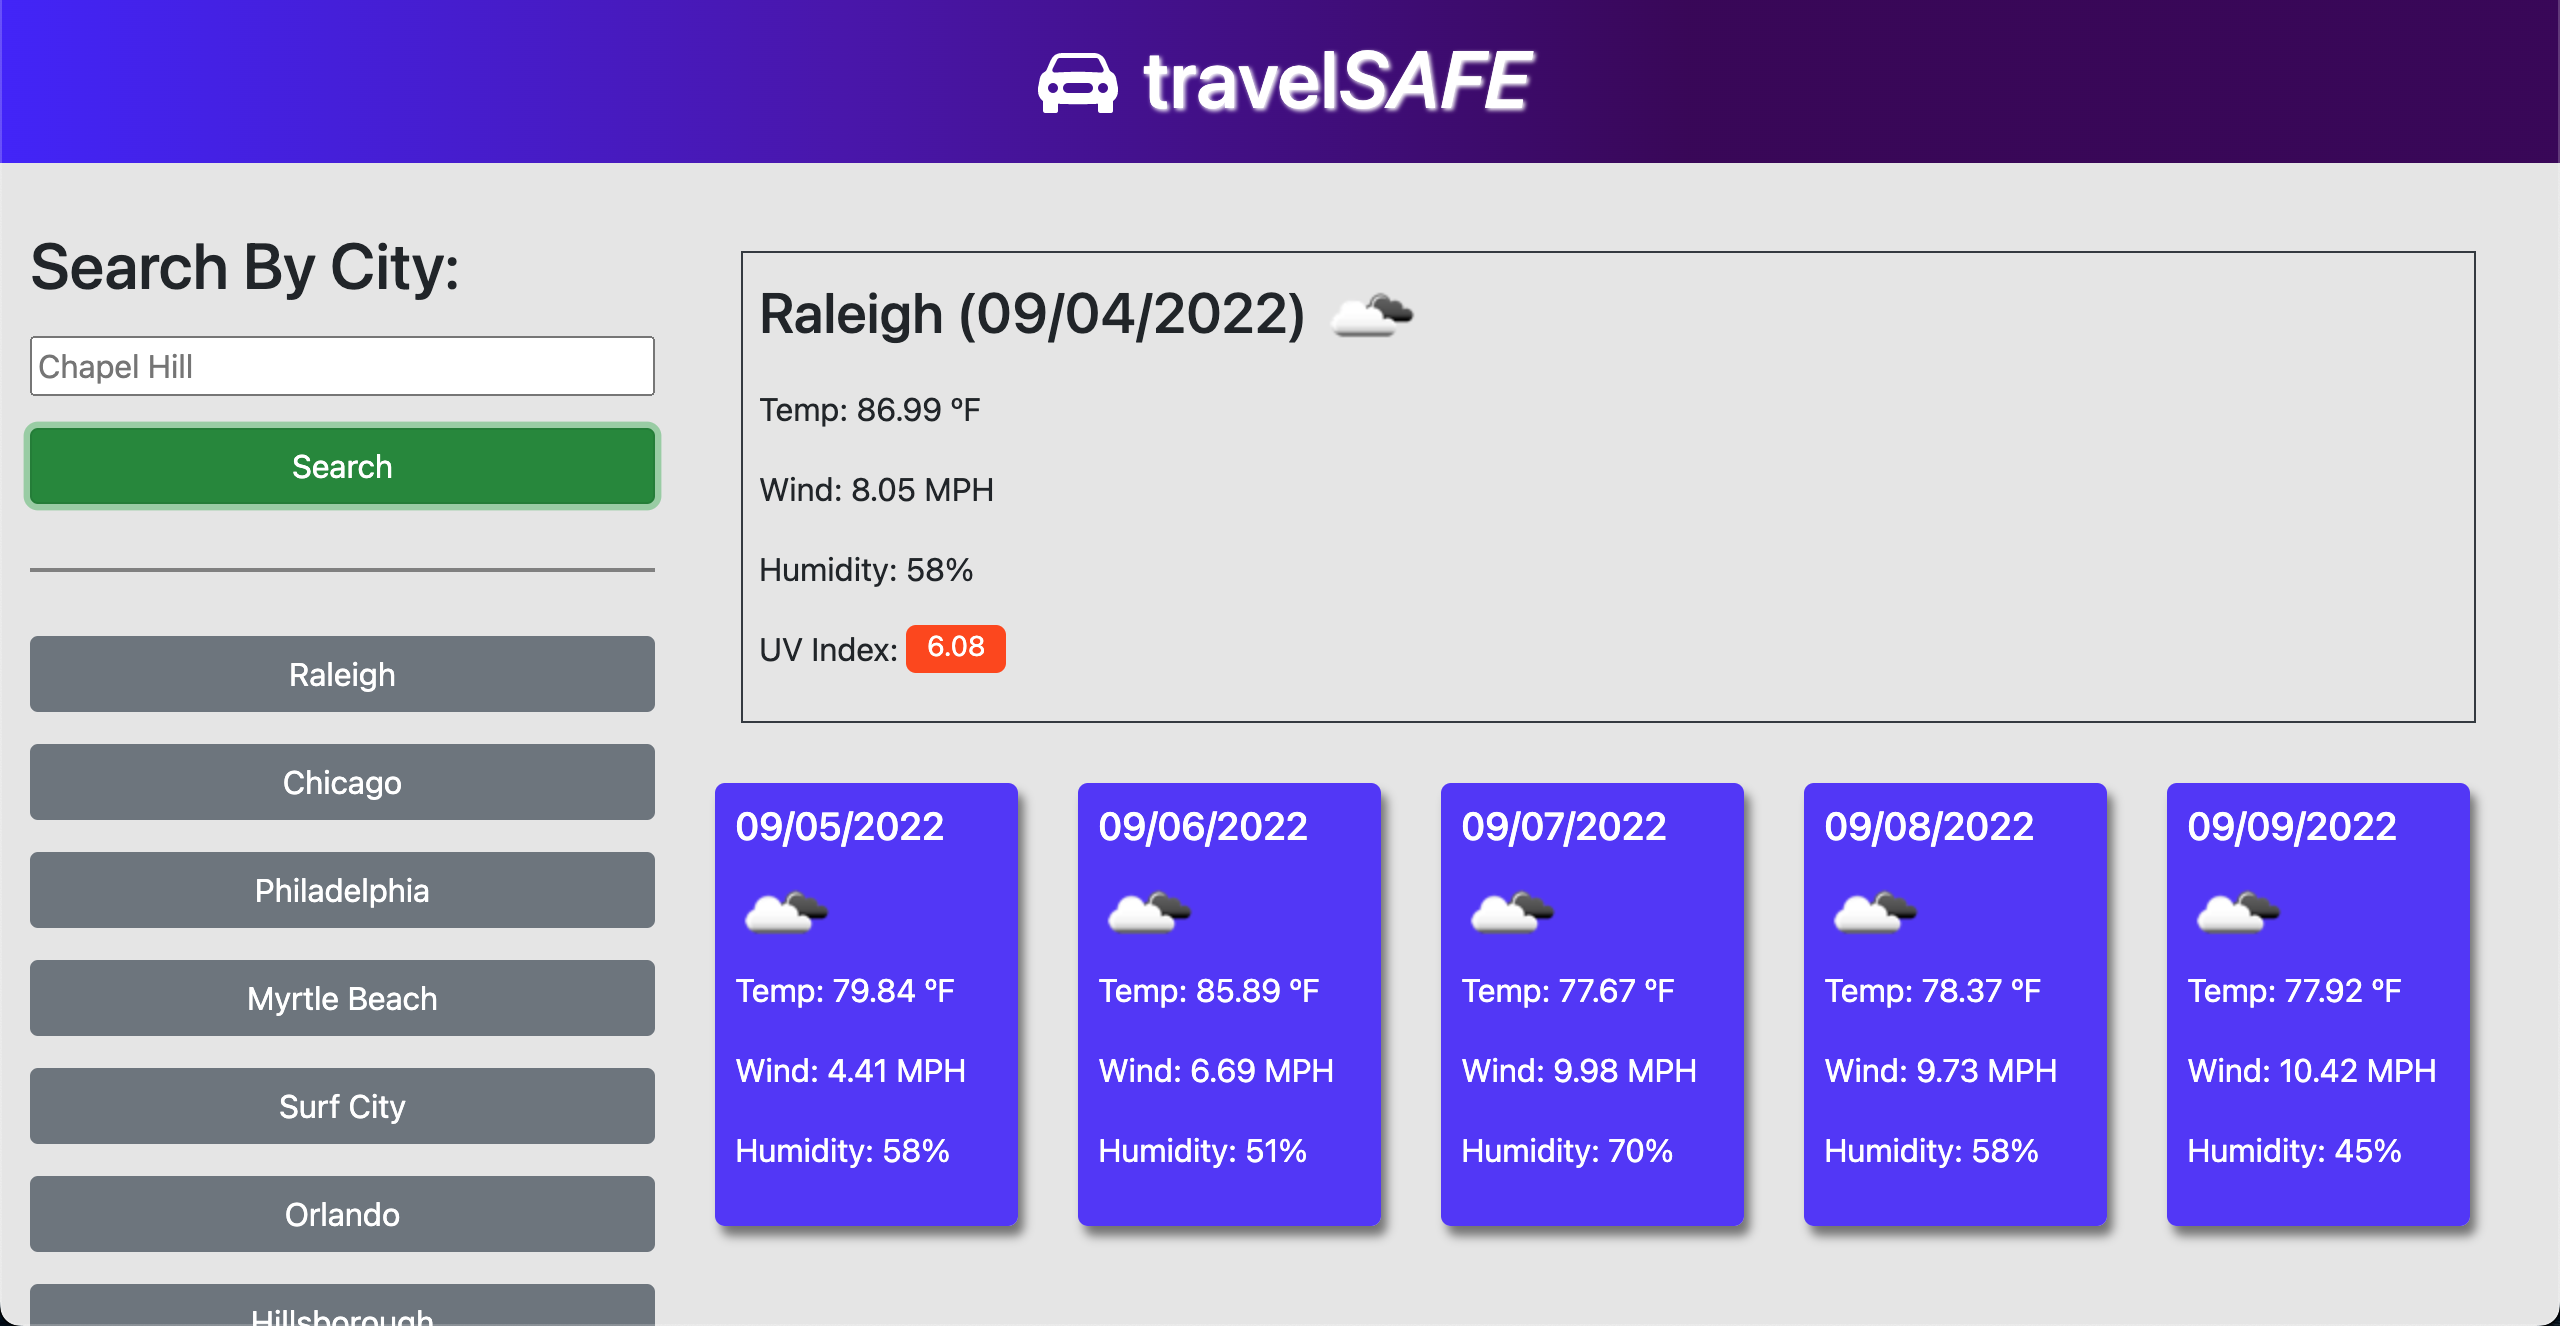 travelSAFE
Search By City:
Chapel Hill
Search
Raleigh
Chicago
Philadelphia
Myrtle Beach
Surf City
Orlando
Hillsborough
Raleigh (09/04/2022)
Temp: 86.99 °F
Wind: 8.05 MPH
Humidity: 58%
UV Index: 6.08
09/05/2022
Temp: 79.84 °F
Wind: 4.41 MPH
Humidity: 58%
09/06/2022
Temp: 85.89 °F
Wind: 6.69 MPH
Humidity: 51%
09/07/2022
Temp: 77.67 °F
Wind: 9.98 MPH
Humidity: 70%
09/08/2022
Temp: 78.37 °F
Wind: 9.73 MPH
Humidity: 58%
09/09/2022
Temp: 77.92 °F
Wind: 10.42 MPH
Humidity: 45%